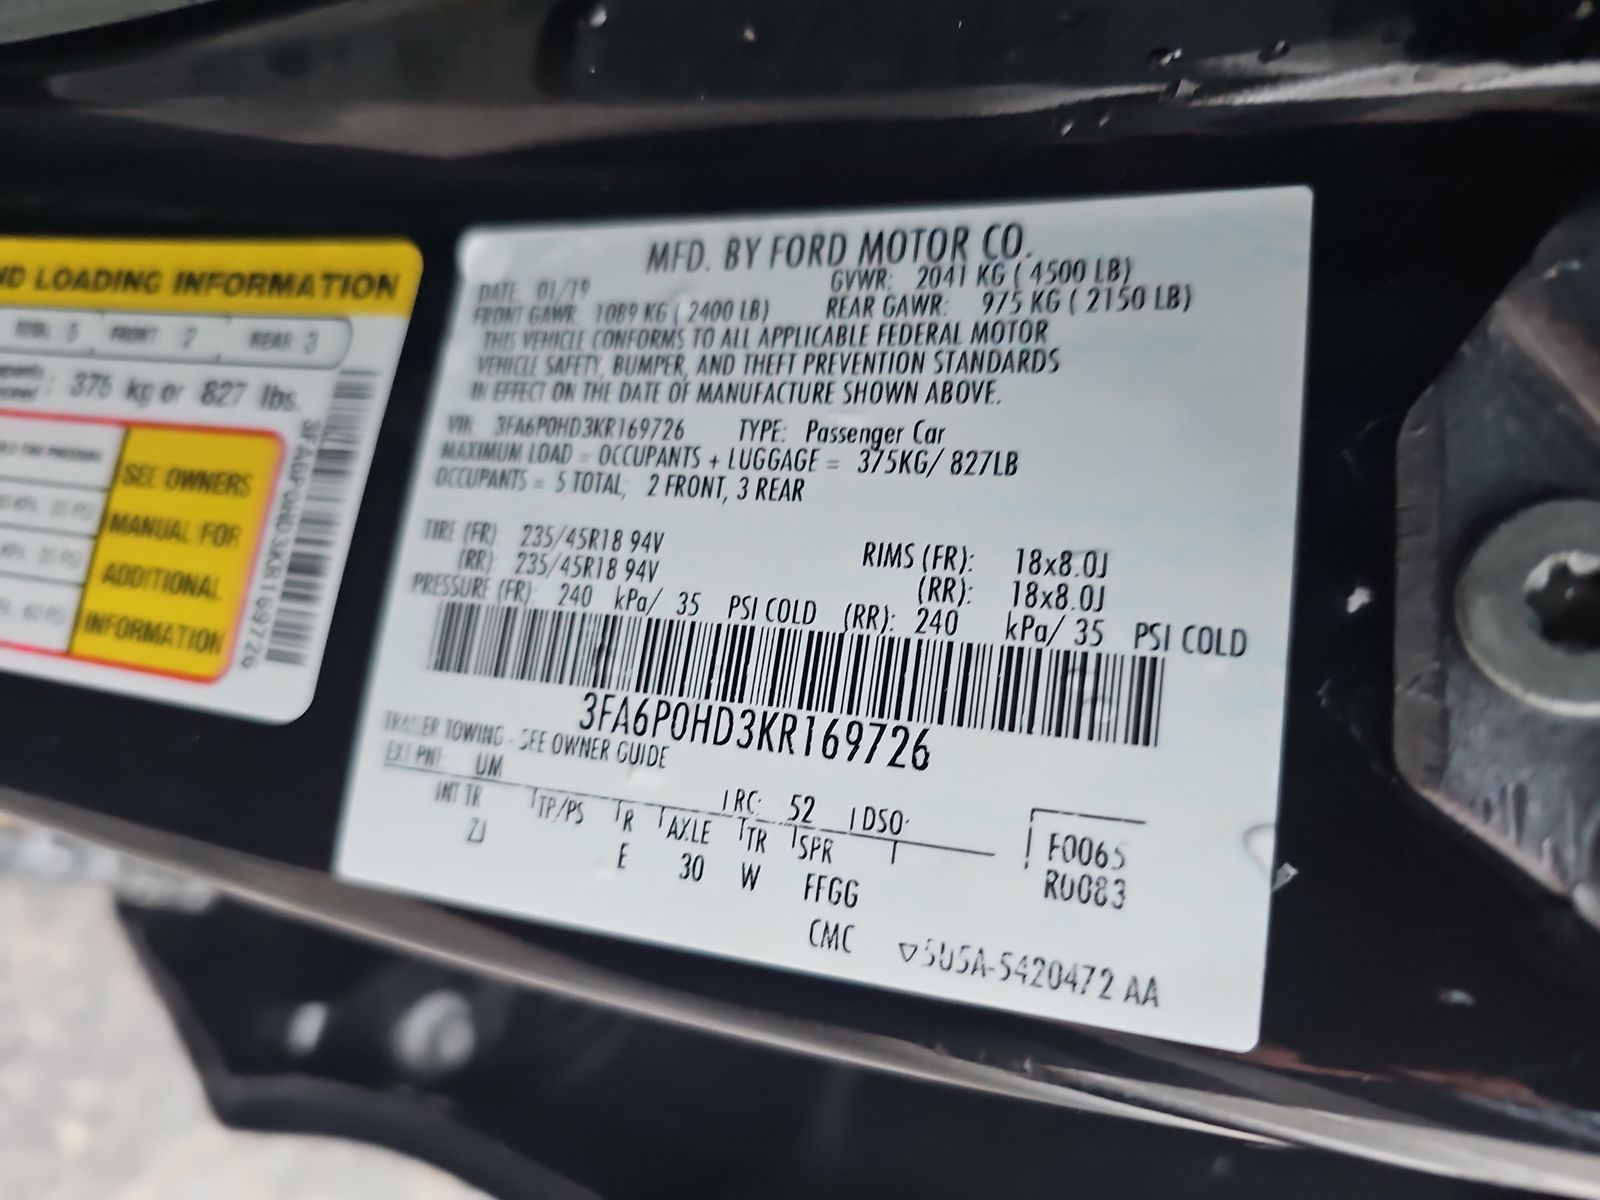 ND LOADING INFORMATION
TOTAL : 5 FRONT : 2 REAR : 3
: 375 kg or 827 lbs.
SEE OWNERS
MANUAL FOR
ADDITIONAL
INFORMATION
3FA6P0HD3KR169726
MFD. BY FORD MOTOR CO.
DATE: 01/19 GVWR: 2041 KG ( 4500 LB)
FRONT GAWR: 1089 KG ( 2400 LB) REAR GAWR: 975 KG ( 2150 LB)
THIS VEHICLE CONFORMS TO ALL APPLICABLE FEDERAL MOTOR
VEHICLE SAFETY, BUMPER, AND THEFT PREVENTION STANDARDS
IN EFFECT ON THE DATE OF MANUFACTURE SHOWN ABOVE.
VIN: 3FA6P0HD3KR169726 TYPE: Passenger Car
MAXIMUM LOAD = OCCUPANTS + LUGGAGE = 375KG/ 827LB
OCCUPANTS = 5 TOTAL; 2 FRONT, 3 REAR
TIRE (FR): 235/45R18 94V RIMS (FR): 18x8.0J
(RR): 235/45R18 94V (RR): 18x8.0J
PRESSURE (FR): 240 kPa/ 35 PSI COLD (RR): 240 kPa/ 35 PSI COLD
3FA6P0HD3KR169726
TRAILER TOWING - SEE OWNER GUIDE
EXT PNT: UM RC: 52 DSO:
INT TR TP/PS R AXLE TR SPR
ZJ E 30 W FFGG
CMC
F0065
R0083
▽5U5A-5420472 AA